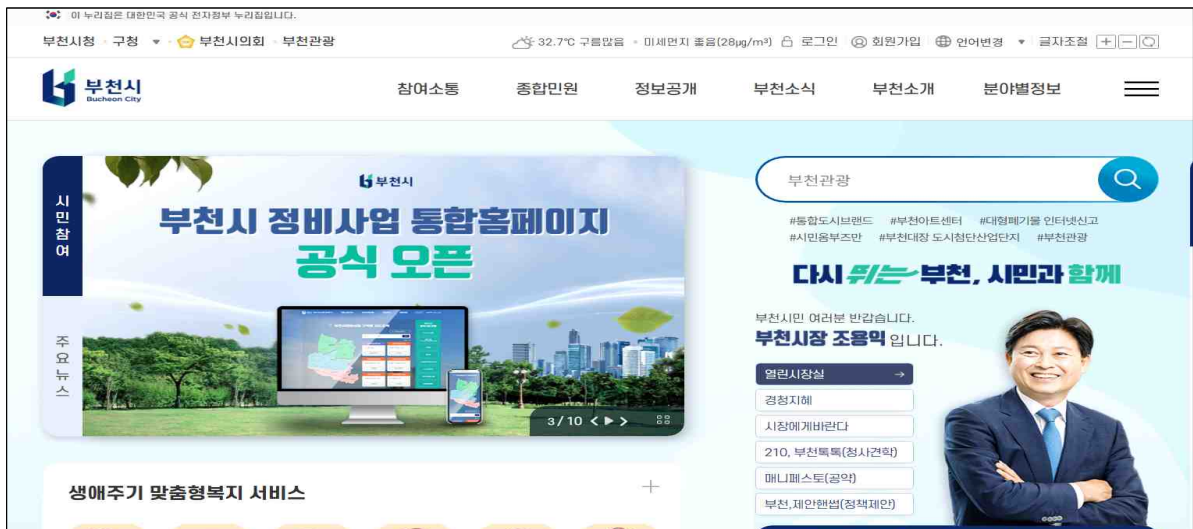 이 누리집은 대한민국 공식 전자정부 누리집입니다.
부천시청 구청 ▼ 부천시의회 부천관광
32.7℃ 구름많음 미세먼지 좋음(28μg/m³) 로그인 회원가입 언어변경 ▼ 글자조절 + −
부천시
Bucheon City
참여소통 종합민원 정보공개 부천소식 부천소개 분야별정보
시민참여
주요뉴스
부천시
부천시 정비사업 통합홈페이지
공식 오픈
3/10
부천관광
#통합도시브랜드 #부천아트센터 #대형폐기물 인터넷신고
#시민옴부즈만 #부천대장 도시첨단산업단지 #부천관광
다시 뛰는 부천, 시민과 함께
부천시민 여러분 반갑습니다.
부천시장 조용익 입니다.
열린시장실 →
경청지혜
시장에게바란다
210, 부천톡톡(청사견학)
매니페스토(공약)
부천,제안핸썹(정책제안)
생애주기 맞춤형복지 서비스